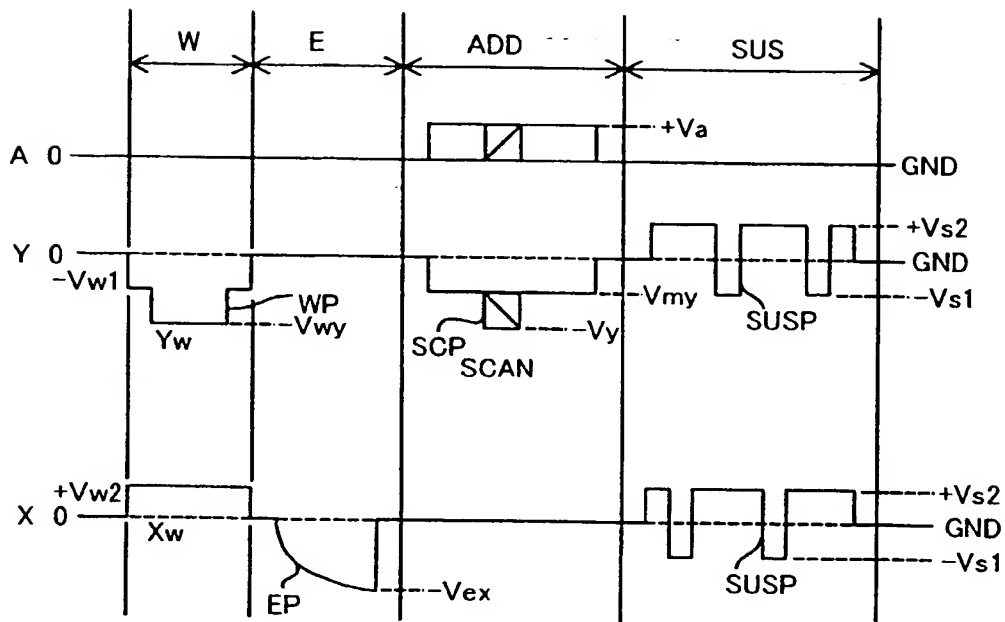 W E ADD SUS
+Va
A 0 GND
+Vs2
Y 0 GND
-Vw1
WP Vmy -Vs1
-Vwy SUSP
Yw SCP -Vy
SCAN
+Vw2 +Vs2
X 0 GND
Xw
-Vs1
EP -Vex SUSP